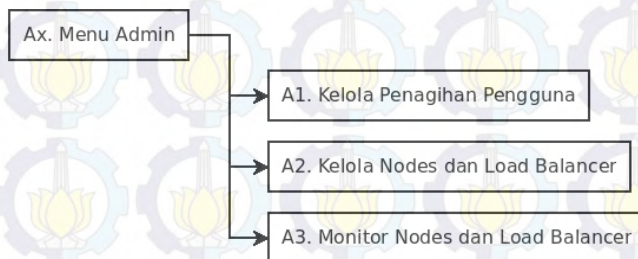 Ax. Menu Admin
A1. Kelola Penagihan Pengguna
A2. Kelola Nodes dan Load Balancer
A3. Monitor Nodes dan Load Balancer